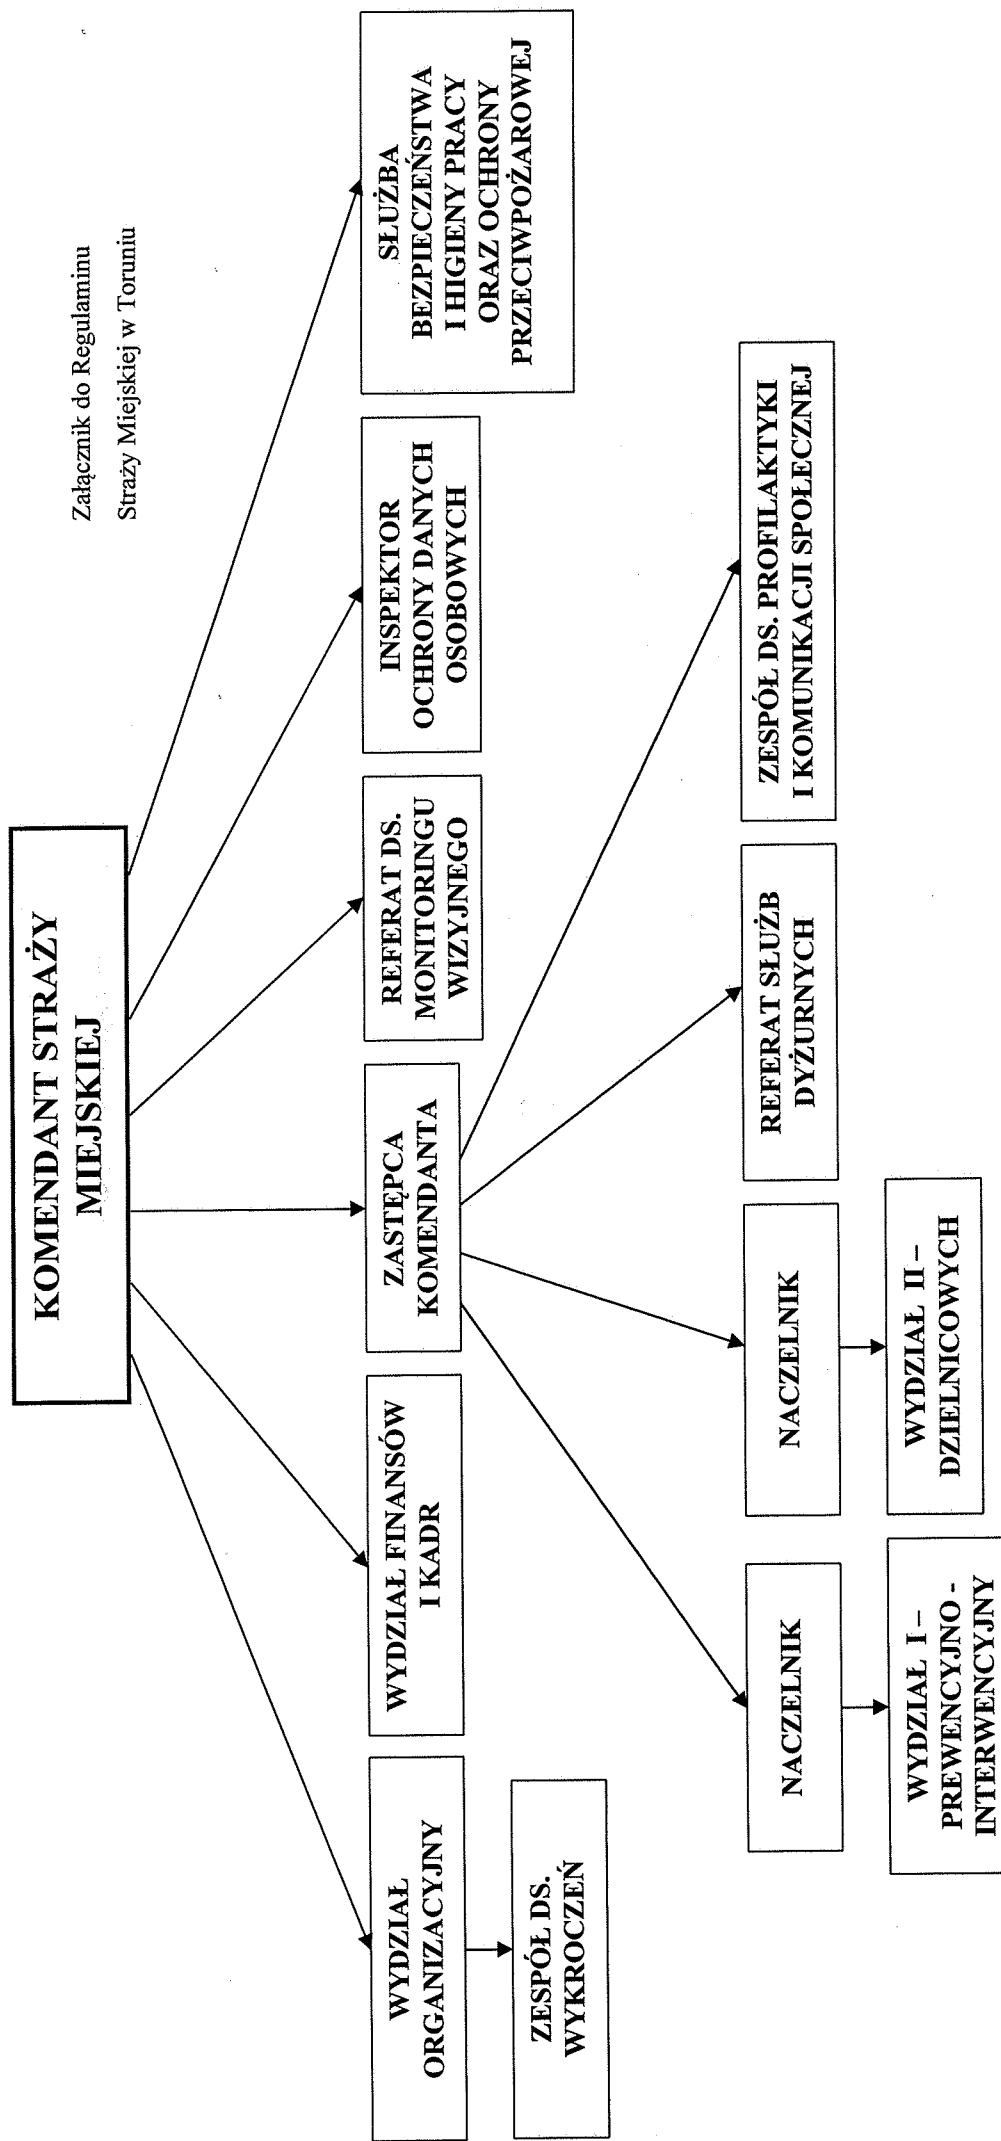 Załącznik do Regulaminu
Straży Miejskiej w Toruniu
KOMENDANT STRAŻY
MIEJSKIEJ
WYDZIAŁ
ORGANIZACYJNY
WYDZIAŁ FINANSÓW
I KADR
ZASTĘPCA
KOMENDANTA
REFERAT DS.
MONITORINGU
WIZYJNEGO
INSPEKTOR
OCHRONY DANYCH
OSOBOWYCH
SŁUŻBA
BEZPIECZEŃSTWA
I HIGIENY PRACY
ORAZ OCHRONY
PRZECIWPOŻAROWEJ
ZESPÓŁ DS.
WYKROCZEŃ
NACZELNIK
NACZELNIK
REFERAT SŁUŻB
DYŻURNYCH
ZESPÓŁ DS. PROFILAKTYKI
I KOMUNIKACJI SPOŁECZNEJ
WYDZIAŁ I –
PREWENCYJNO -
INTERWENCYJNY
WYDZIAŁ II –
DZIELNICOWYCH